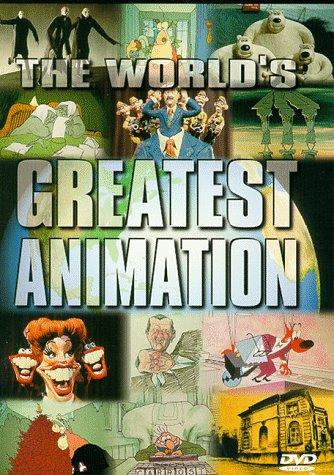 THE WORLD'S
GREATEST
ANIMATION
DVD
VIDEO